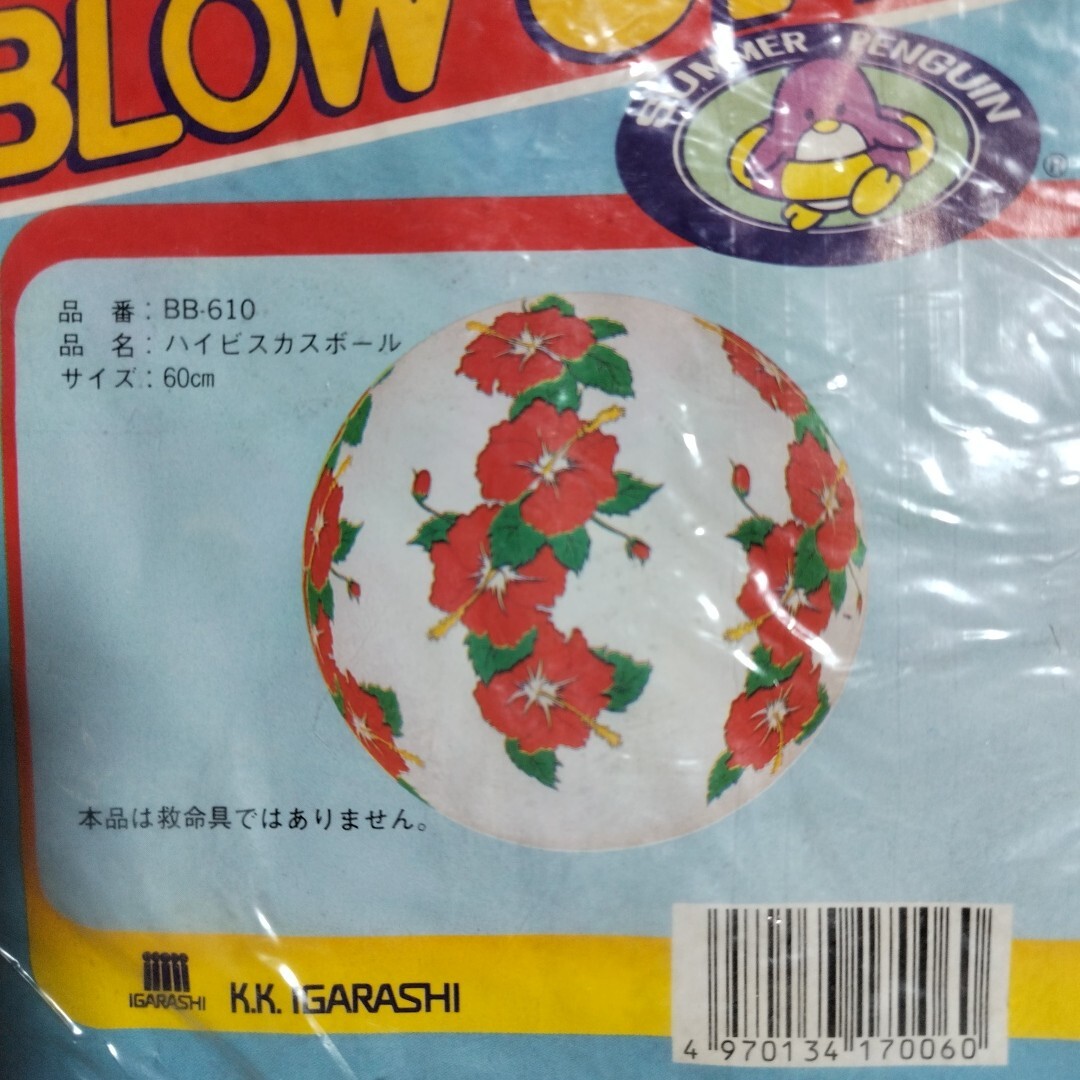 BLOW
SUMMER PENGUIN
®
品 番：BB-610
品 名：ハイビスカスボール
サイズ：60cm
本品は救命具ではありません。
IGARASHI
K.K. IGARASHI
4 970134 170060